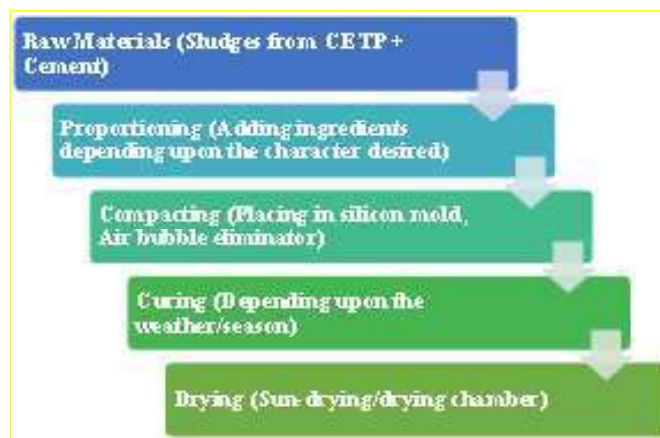 Raw Materials (Sludges from CETP +
Cement)
Proportioning (Adding ingredients
depending upon the character desired)
Compacting (Placing in silicon mold,
Air bubble eliminator)
Curing (Depending upon the
weather/season)
Drying (Sun-drying/drying chamber)